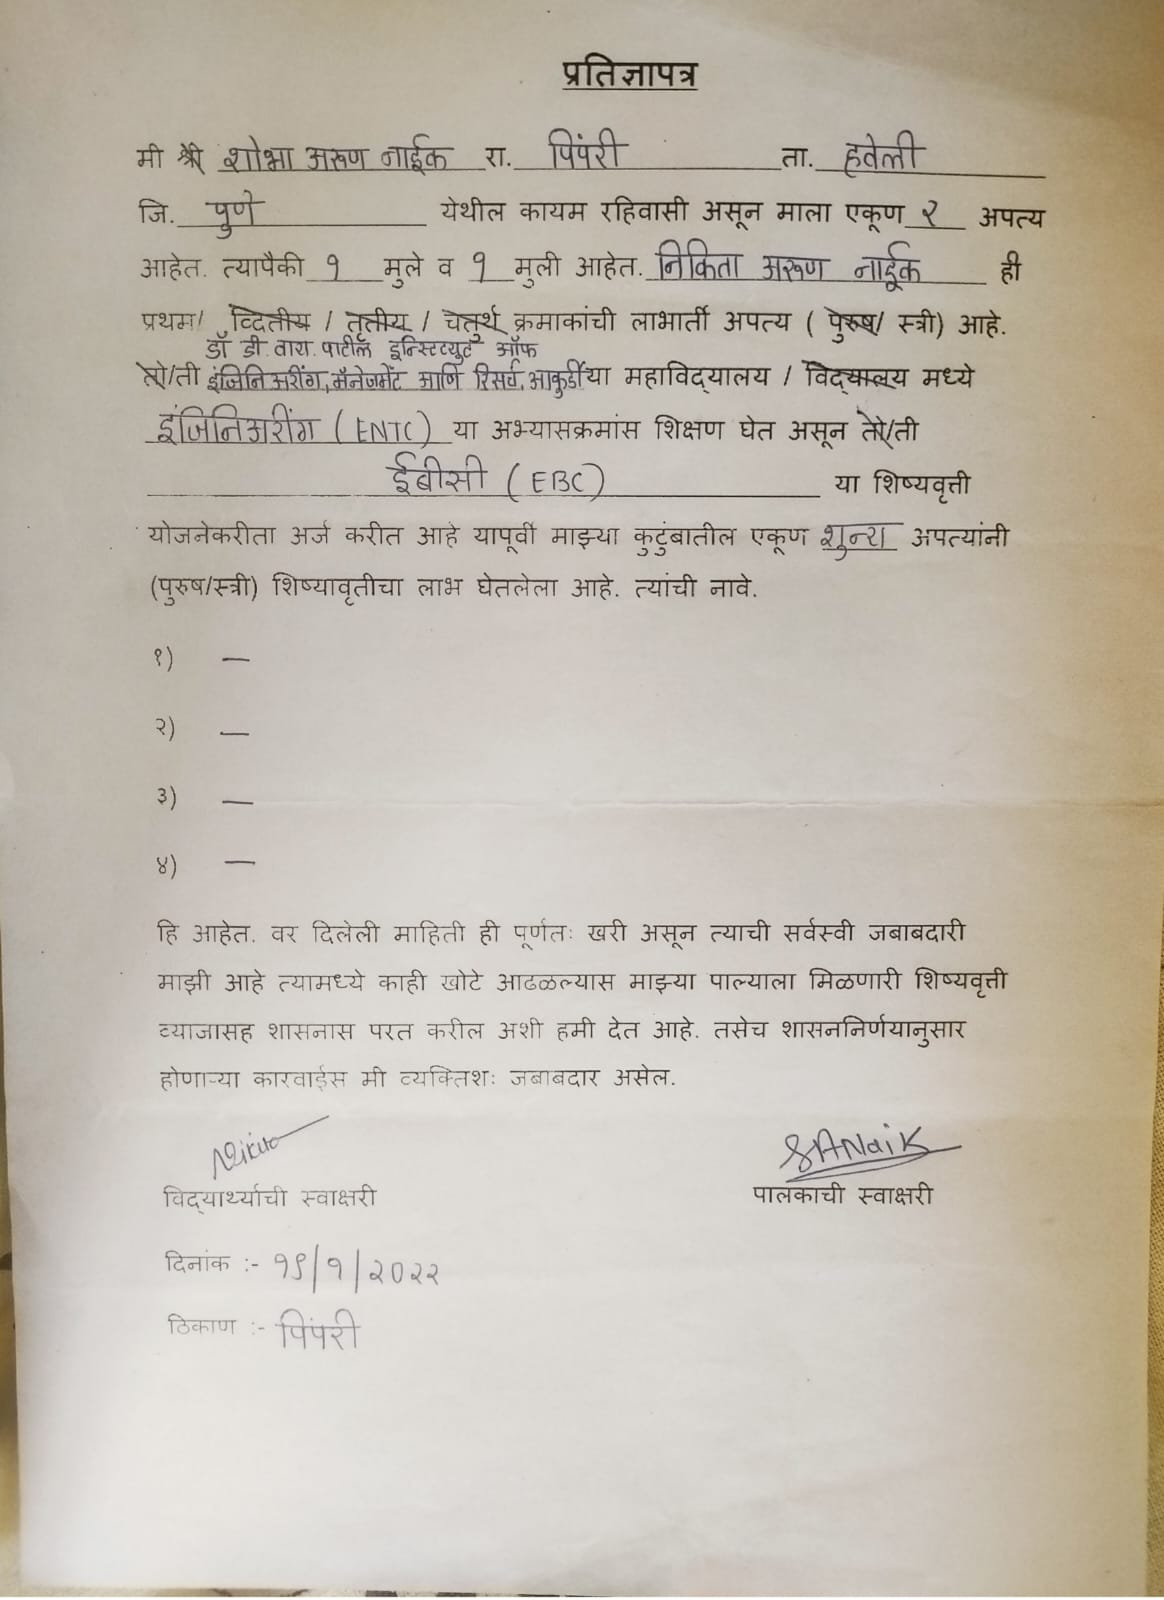 प्रतिज्ञापत्र
मी श्री शोभा अरुण नाईक रा. पिंपरी ता. हवेली
जि. पुणे येथील कायम रहिवासी असून माला एकूण २ अपत्य
आहेत. त्यापैकी १ मुले व १ मुली आहेत. निकिता अरुण नाईक ही
प्रथम/ व्दितीय / तृतीय / चतुर्थ क्रमाकांची लाभार्ती अपत्य ( पुरुष/ स्त्री) आहे.
डॉ डी. वाय. पाटील इन्स्टिट्युट ऑफ
तो/ती इंजिनिअरींग, मॅनेजमेंट आणि रिसर्च, आकुर्डी या महाविद्यालय / विद्यालय मध्ये
इंजिनिअरींग (ENTC) या अभ्यासक्रमांस शिक्षण घेत असून तो/ती
ईबीसी (EBC) या शिष्यवृत्ती
योजनेकरीता अर्ज करीत आहे यापूर्वी माझ्या कुटुंबातील एकूण शुन्य अपत्यांनी
(पुरुष/स्त्री) शिष्यावृतीचा लाभ घेतलेला आहे. त्यांची नावे.
१) —
२) —
३) —
४) —
हि आहेत. वर दिलेली माहिती ही पूर्णतः खरी असून त्याची सर्वस्वी जबाबदारी
माझी आहे त्यामध्ये काही खोटे आढळल्यास माझ्या पाल्याला मिळणारी शिष्यवृत्ती
व्याजासह शासनास परत करील अशी हमी देत आहे. तसेच शासननिर्णयानुसार
होणाऱ्या कारवाईस मी व्यक्तिशः जबाबदार असेल.
Nikita SANaik
विद्यार्थ्याची स्वाक्षरी पालकाची स्वाक्षरी
दिनांक :- १९/१/२०२२
ठिकाण :- पिंपरी